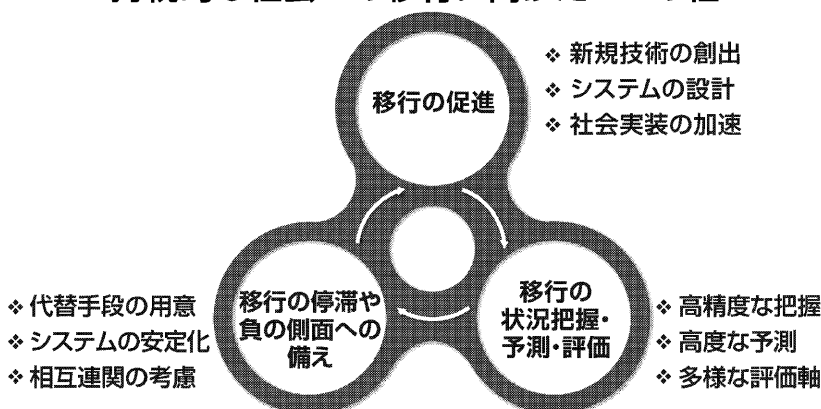 移行の促進
❖ 新規技術の創出
❖ システムの設計
❖ 社会実装の加速
移行の
状況把握・
予測・評価
❖ 高精度な把握
❖ 高度な予測
❖ 多様な評価軸
移行の停滞や
負の側面への
備え
❖ 代替手段の用意
❖ システムの安定化
❖ 相互連関の考慮